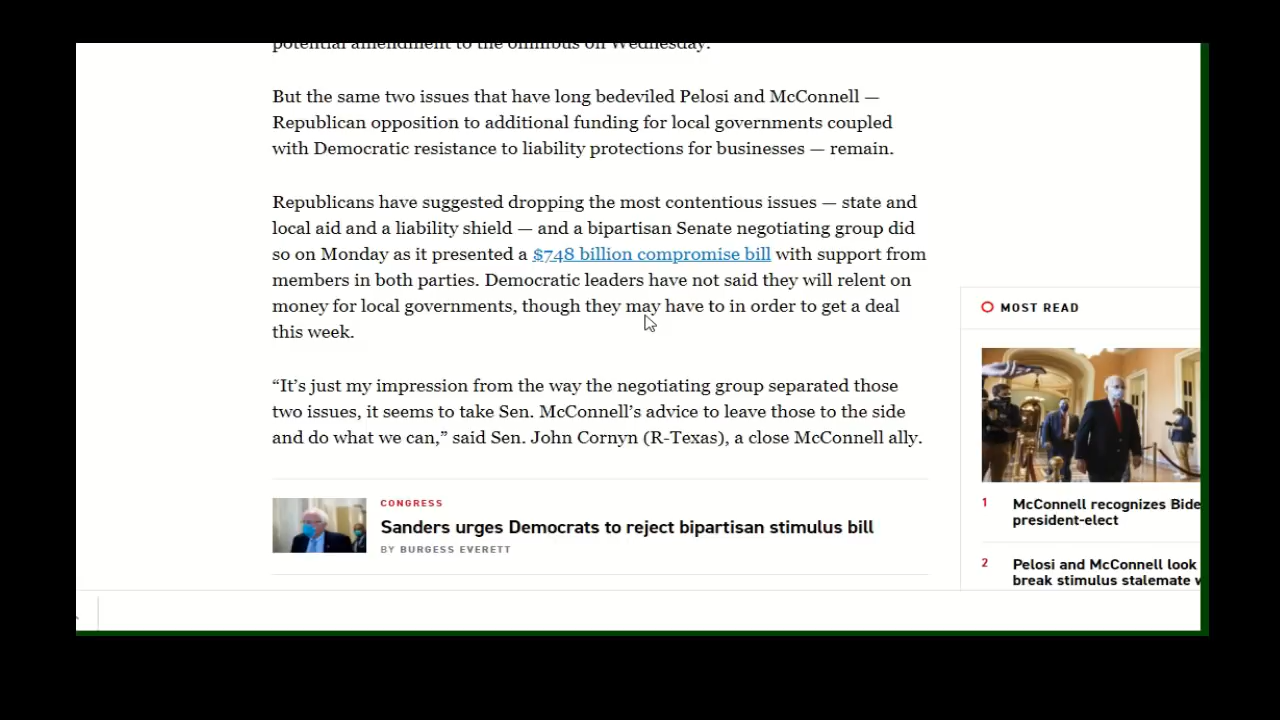 potential amendment to the omnibus on Wednesday.
But the same two issues that have long bedeviled Pelosi and McConnell —
Republican opposition to additional funding for local governments coupled
with Democratic resistance to liability protections for businesses — remain.
Republicans have suggested dropping the most contentious issues — state and
local aid and a liability shield — and a bipartisan Senate negotiating group did
so on Monday as it presented a $748 billion compromise bill with support from
members in both parties. Democratic leaders have not said they will relent on
money for local governments, though they may have to in order to get a deal
this week.
“It’s just my impression from the way the negotiating group separated those
two issues, it seems to take Sen. McConnell’s advice to leave those to the side
and do what we can,” said Sen. John Cornyn (R-Texas), a close McConnell ally.
CONGRESS
Sanders urges Democrats to reject bipartisan stimulus bill
BY BURGESS EVERETT
MOST READ
1 McConnell recognizes Bide
president-elect
2 Pelosi and McConnell look
break stimulus stalemate